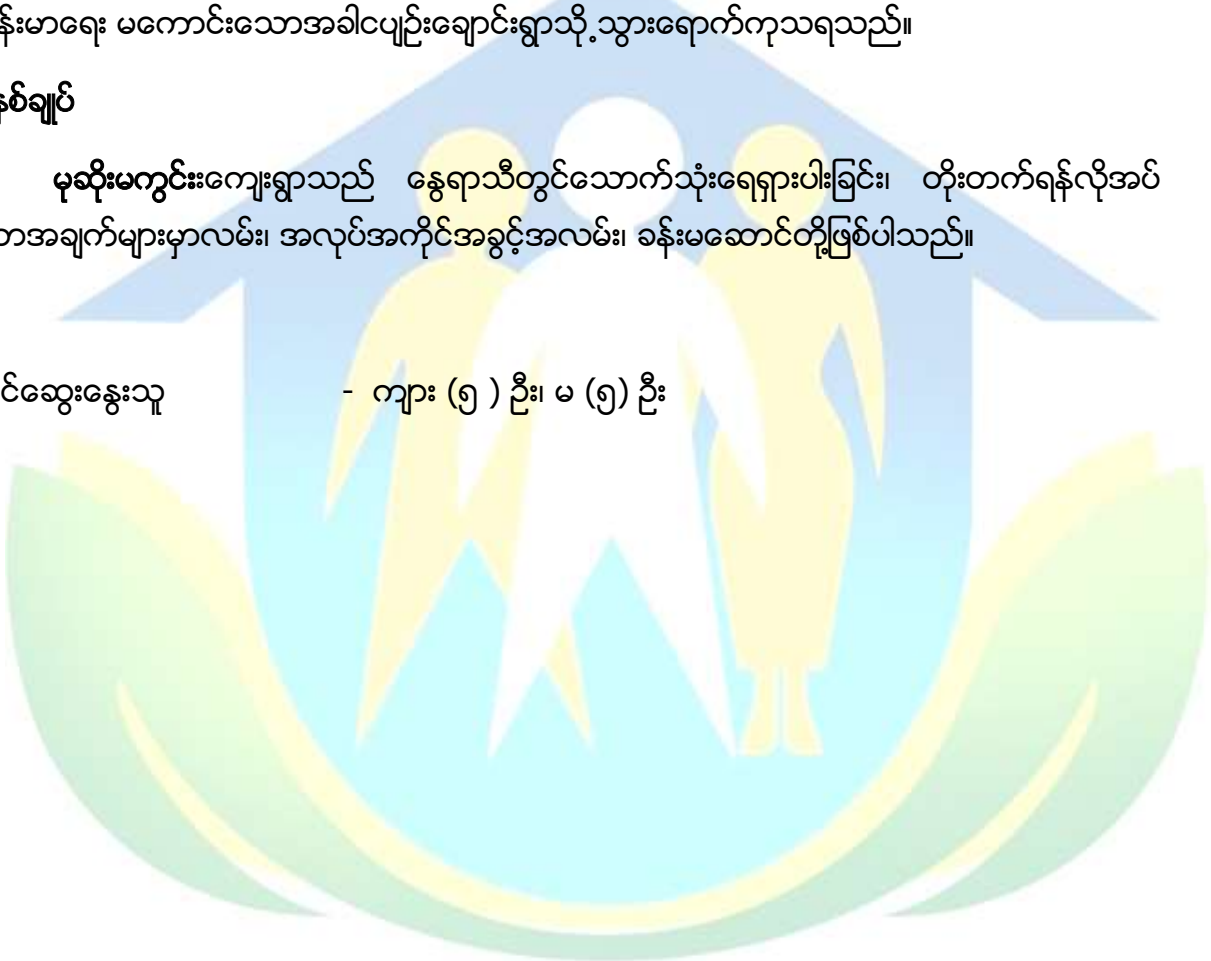 န်းမာရေး မကောင်းသောအခါငပျဉ်းချောင်းရွာသို့သွားရောက်ကုသရသည်။
နှစ်ချုပ်
မုဆိုးမကွင်းးကျေးရွာသည် နွေရာသီတွင်သောက်သုံးရေရှားပါးခြင်း၊ တိုးတက်ရန်လိုအပ်
ာအချက်များမှာလမ်း၊ အလုပ်အကိုင်အခွင့်အလမ်း၊ ခန်းမဆောင်တို့ဖြစ်ပါသည်။
င်ဆွေးနွေးသူ - ကျား (၅ ) ဦး၊ မ (၅) ဦး